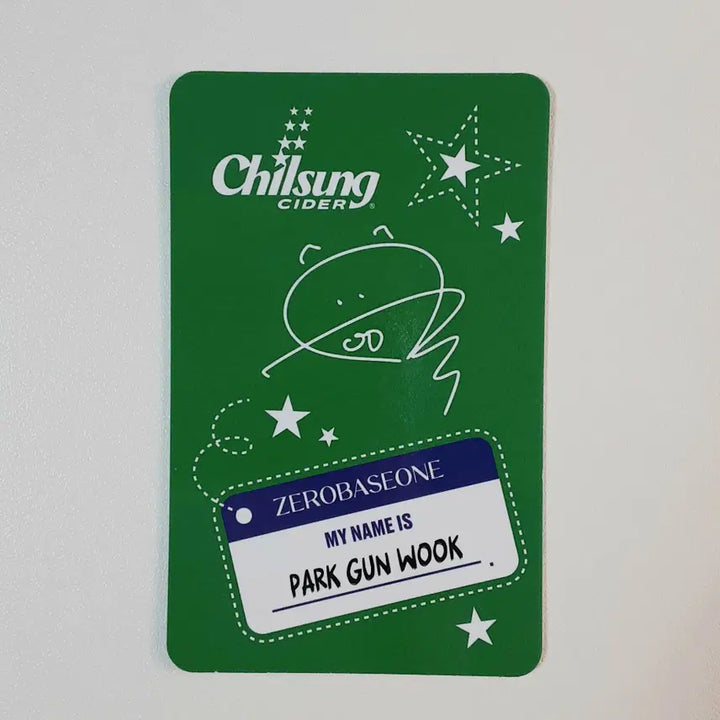 Chilsung
CIDER®
ZEROBASEONE
MY NAME IS
PARK GUN WOOK.